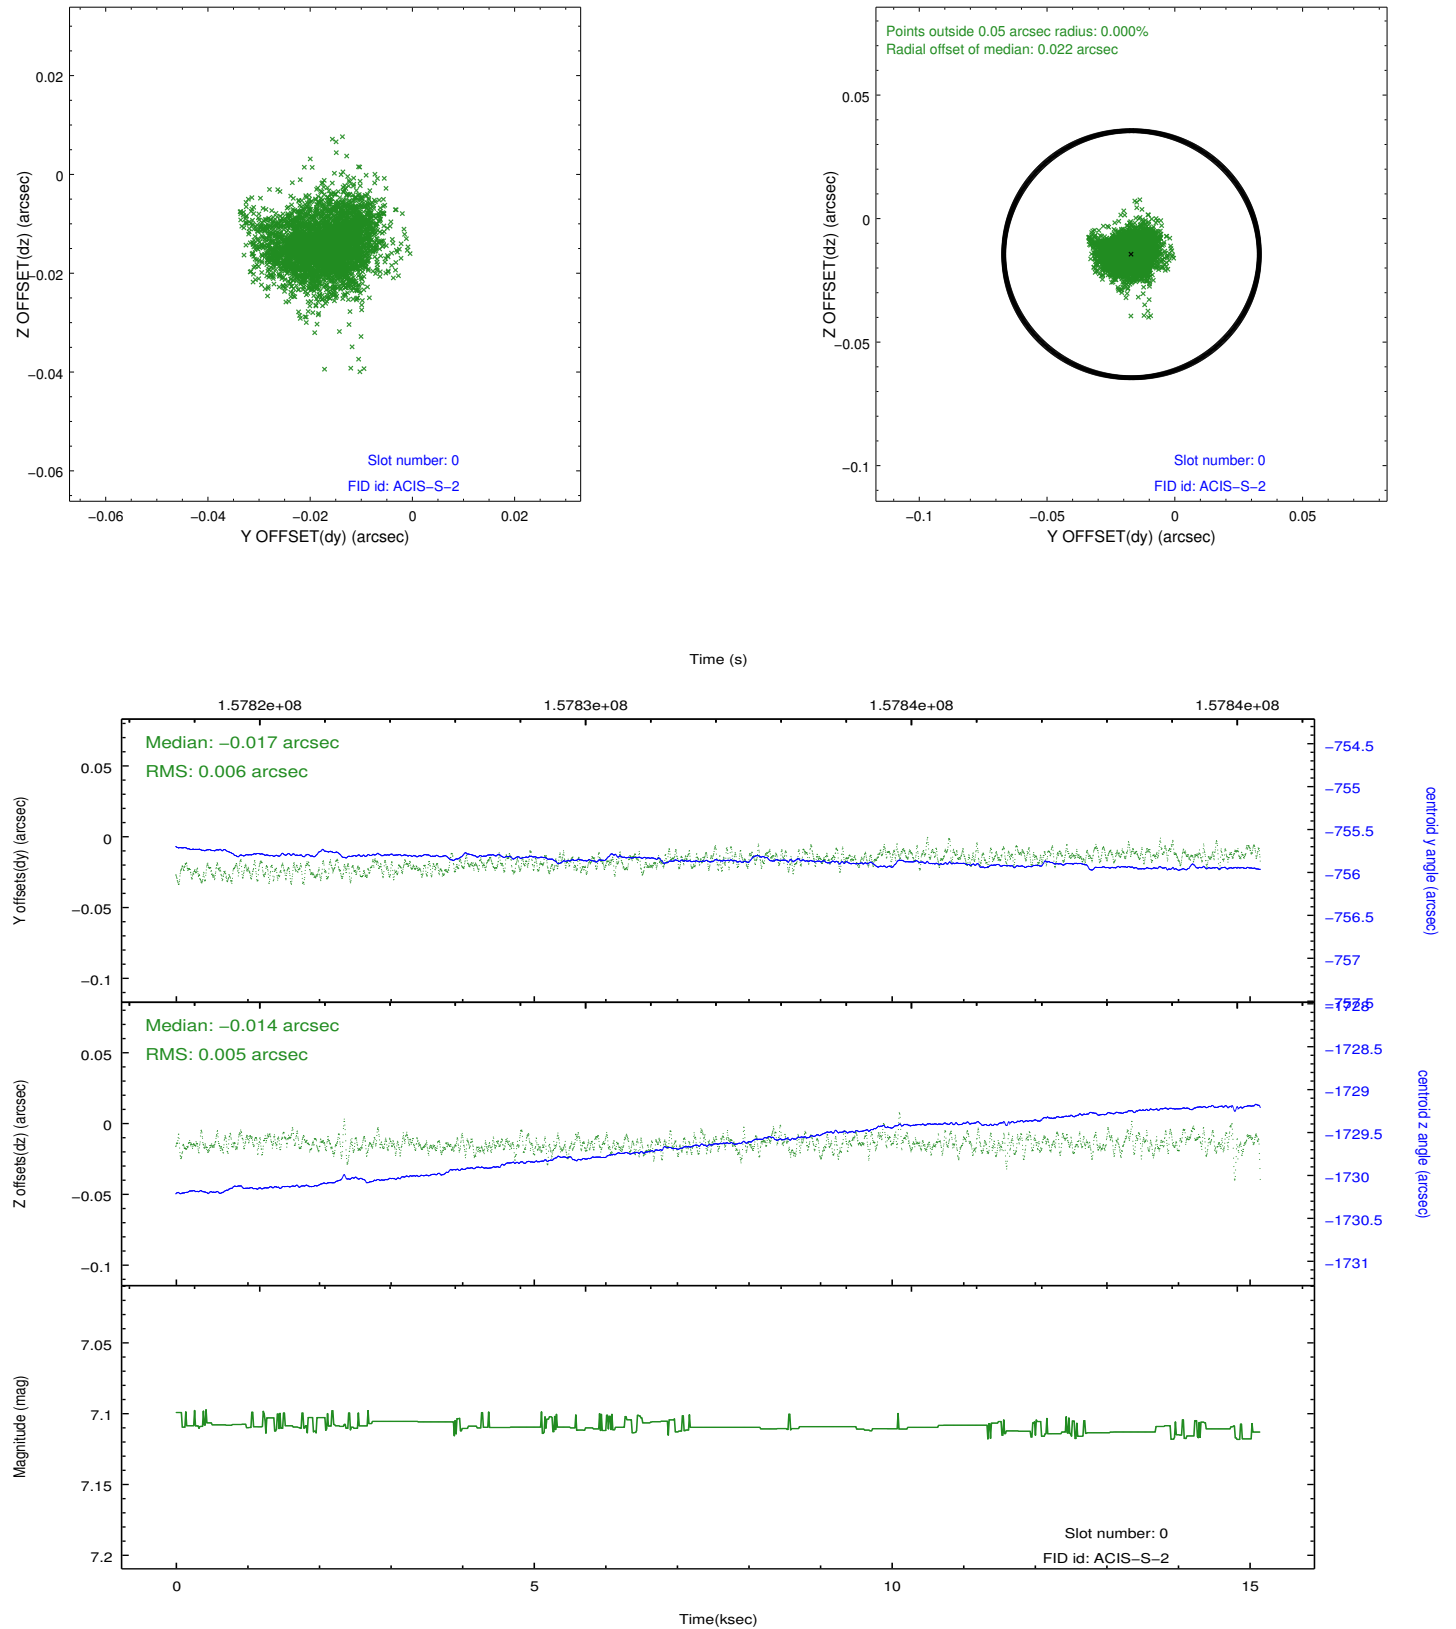 Points outside 0.05 arcsec radius: 0.000%
Radial offset of median: 0.022 arcsec
0.02
0
−0.02
−0.04
−0.06
Z OFFSET(dz) (arcsec)
Slot number: 0
FID id: ACIS−S−2
−0.06
−0.04
−0.02
0
0.02
Y OFFSET(dy) (arcsec)
0.05
0
−0.05
−0.1
Z OFFSET(dz) (arcsec)
Slot number: 0
FID id: ACIS−S−2
−0.1
−0.05
0
0.05
Y OFFSET(dy) (arcsec)
Time (s)
1.5782e+08
1.5783e+08
1.5784e+08
1.5784e+08
Median: −0.017 arcsec
RMS: 0.006 arcsec
0.05
0
−0.05
−0.1
Y offsets(dy) (arcsec)
−754.5
−755
−755.5
−756
−756.5
−757
−757.5
centroid y angle (arcsec)
Median: −0.014 arcsec
RMS: 0.005 arcsec
0.05
0
−0.05
−0.1
Z offsets(dz) (arcsec)
−1728
−1728.5
−1729
−1729.5
−1730
−1730.5
−1731
centroid z angle (arcsec)
7.05
7.1
7.15
7.2
Magnitude (mag)
Slot number: 0
FID id: ACIS−S−2
0
5
10
15
Time(ksec)